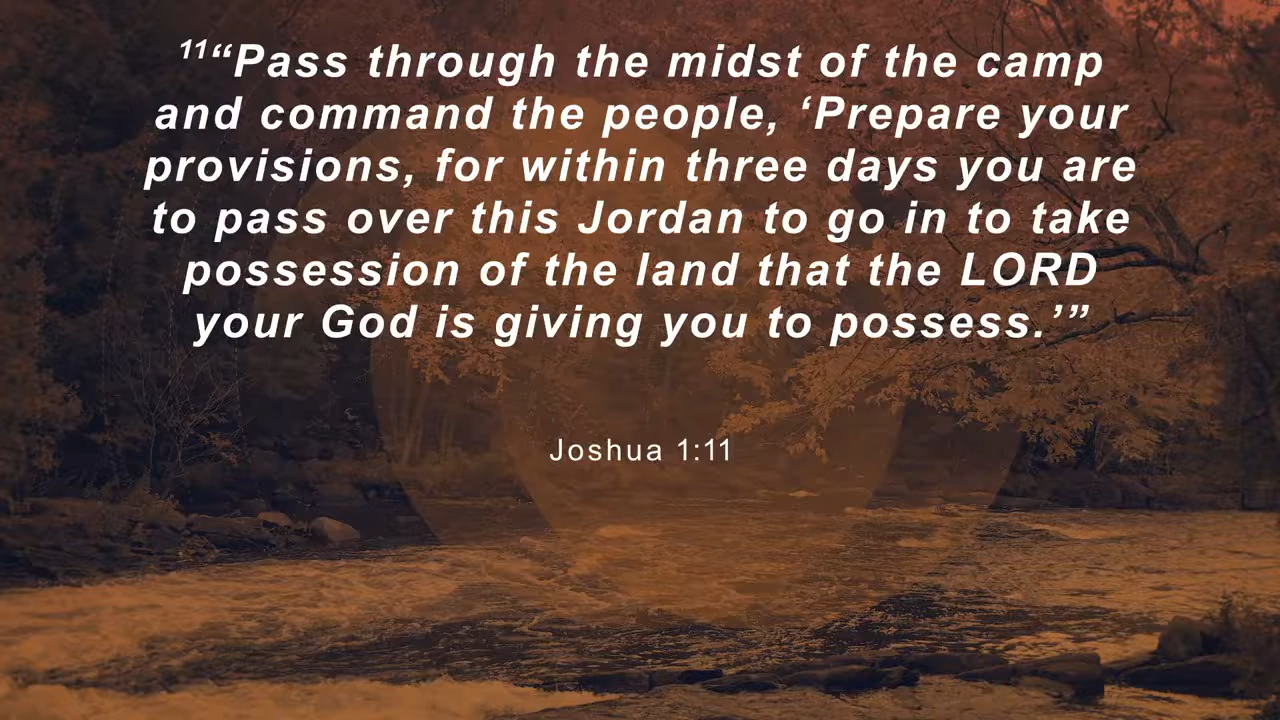 11“Pass through the midst of the camp
and command the people, ‘Prepare your
provisions, for within three days you are
to pass over this Jordan to go in to take
possession of the land that the LORD
your God is giving you to possess.’”
Joshua 1:11